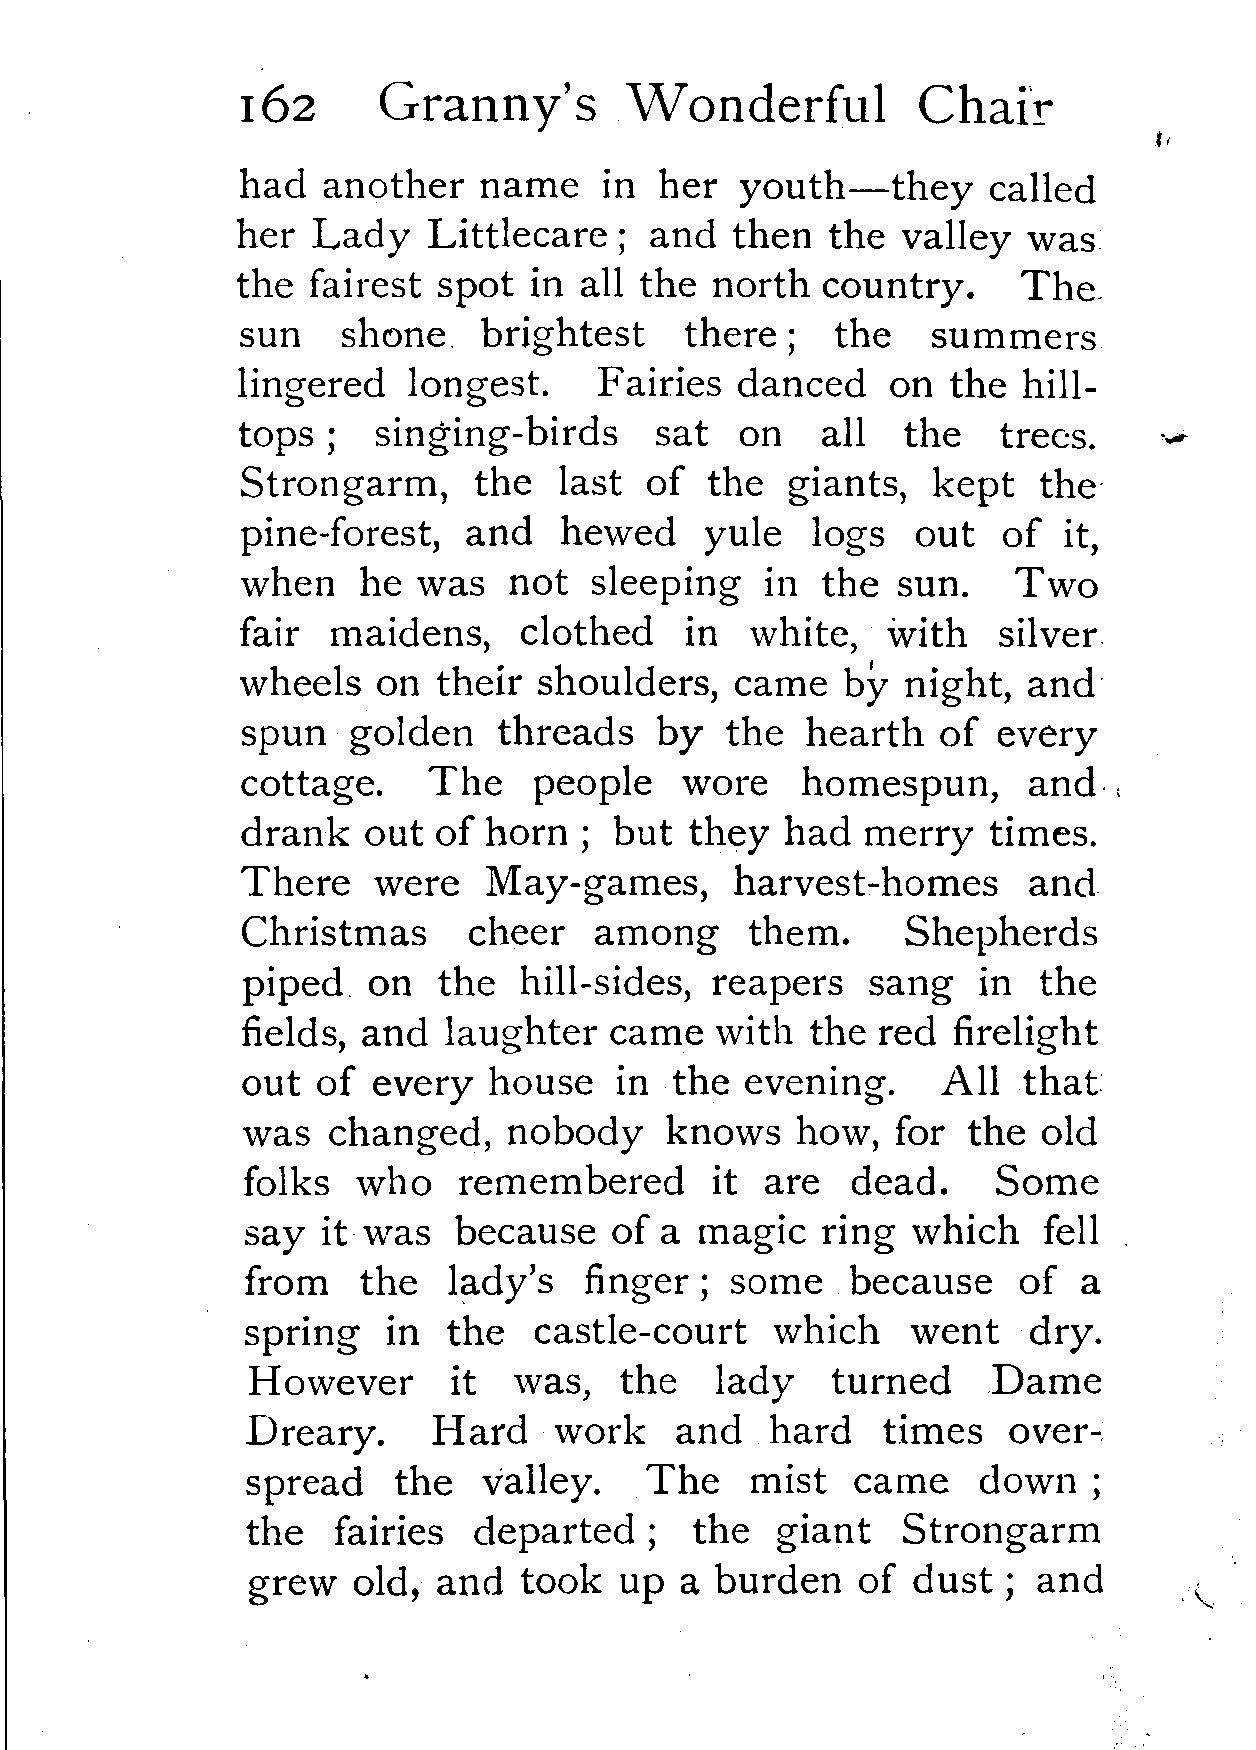 162 Granny's Wonderful Chair
had another name in her youth—they called
her Lady Littlecare ; and then the valley was
the fairest spot in all the north country. The
sun shone brightest there ; the summers
lingered longest. Fairies danced on the hill-
tops ; singing-birds sat on all the trees.
Strongarm, the last of the giants, kept the
pine-forest, and hewed yule logs out of it,
when he was not sleeping in the sun. Two
fair maidens, clothed in white, with silver
wheels on their shoulders, came by night, and
spun golden threads by the hearth of every
cottage. The people wore homespun, and
drank out of horn ; but they had merry times.
There were May-games, harvest-homes and
Christmas cheer among them. Shepherds
piped on the hill-sides, reapers sang in the
fields, and laughter came with the red firelight
out of every house in the evening. All that
was changed, nobody knows how, for the old
folks who remembered it are dead. Some
say it was because of a magic ring which fell
from the lady's finger ; some because of a
spring in the castle-court which went dry.
However it was, the lady turned Dame
Dreary. Hard work and hard times over-
spread the valley. The mist came down ;
the fairies departed ; the giant Strongarm
grew old, and took up a burden of dust ; and